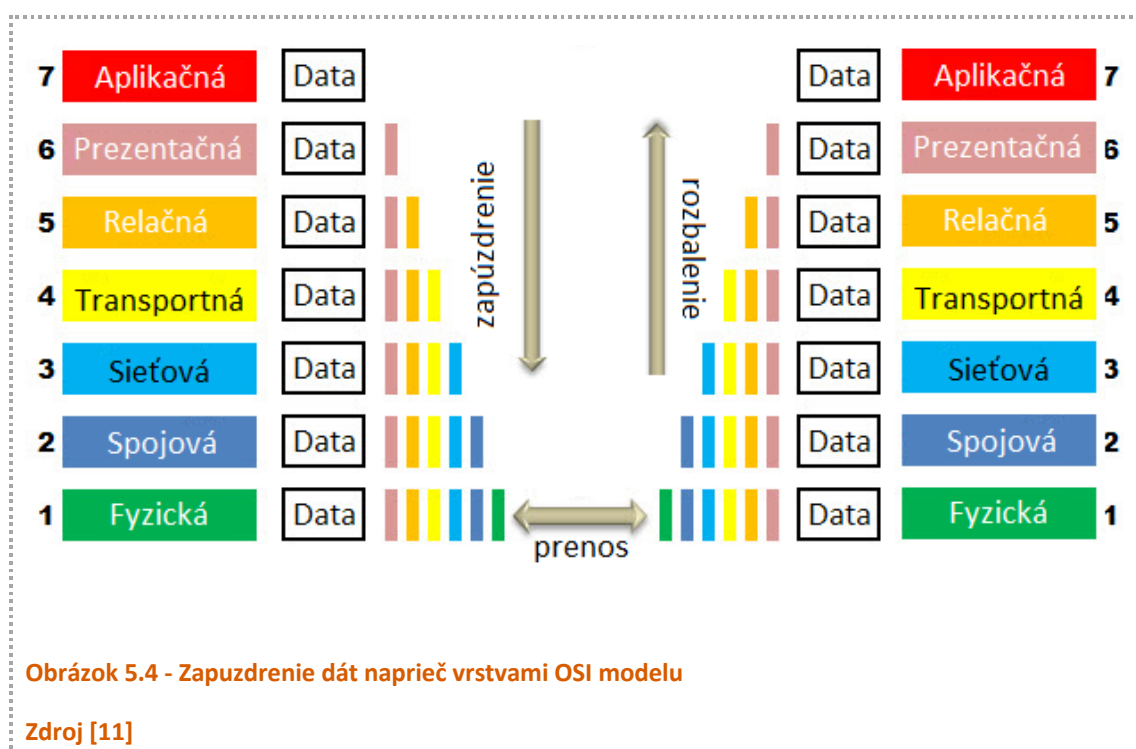 7 Aplikačná Data Data Aplikačná 7
6 Prezentačná Data Data Prezentačná 6
5 Relačná Data Data Relačná 5
4 Transportná Data Data Transportná 4
3 Sieťová Data Data Sieťová 3
2 Spojová Data Data Spojová 2
1 Fyzická Data Data Fyzická 1
zapúzdrenie
rozbalenie
prenos
Obrázok 5.4 - Zapuzdrenie dát naprieč vrstvami OSI modelu
Zdroj [11]